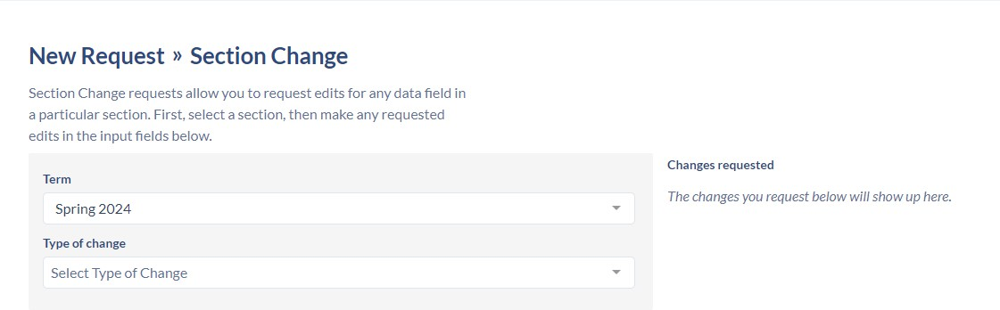 New Request » Section Change
Section Change requests allow you to request edits for any data field in
a particular section. First, select a section, then make any requested
edits in the input fields below.
Term
Spring 2024
Type of change
Select Type of Change
Changes requested
The changes you request below will show up here.